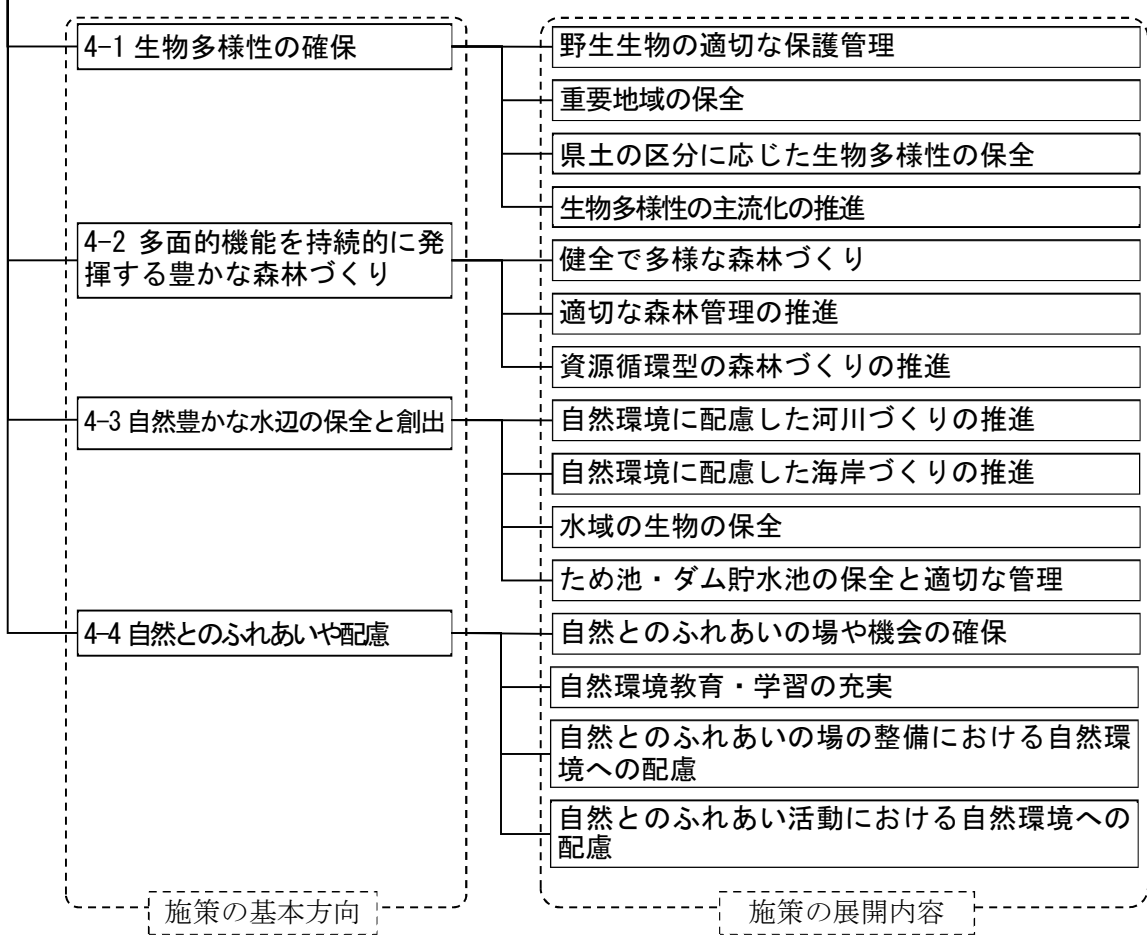 4-1 生物多様性の確保
野生生物の適切な保護管理
重要地域の保全
県土の区分に応じた生物多様性の保全
生物多様性の主流化の推進
4-2 多面的機能を持続的に発
揮する豊かな森林づくり
健全で多様な森林づくり
適切な森林管理の推進
資源循環型の森林づくりの推進
4-3 自然豊かな水辺の保全と創出
自然環境に配慮した河川づくりの推進
自然環境に配慮した海岸づくりの推進
水域の生物の保全
ため池・ダム貯水池の保全と適切な管理
4-4 自然とのふれあいや配慮
自然とのふれあいの場や機会の確保
自然環境教育・学習の充実
自然とのふれあいの場の整備における自然環
境への配慮
自然とのふれあい活動における自然環境への
配慮
施策の基本方向
施策の展開内容